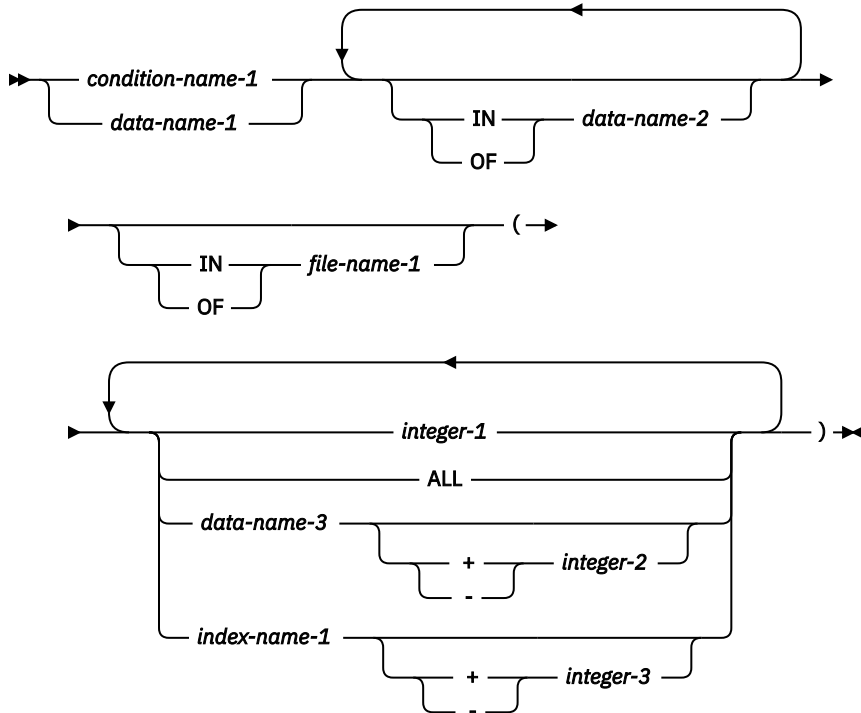 condition-name-1
data-name-1
IN data-name-2
OF
IN file-name-1 (
OF
integer-1 )
ALL
data-name-3
+ integer-2
-
index-name-1
+ integer-3
-